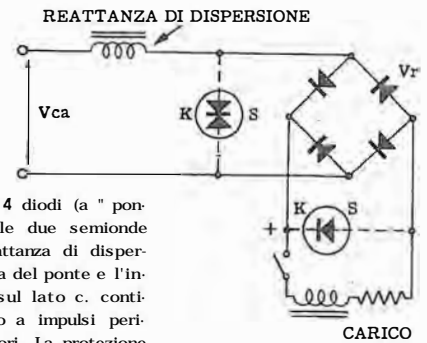 REATTANZA DI DISPERSIONE
Vr
Vca
K S
4 diodi (a " pon-
le due semionde
attanza di disper-
a del ponte e l'in-
sul lato c. conti-
o a impulsi peri-
ori. La protezione
K S
+
CARICO